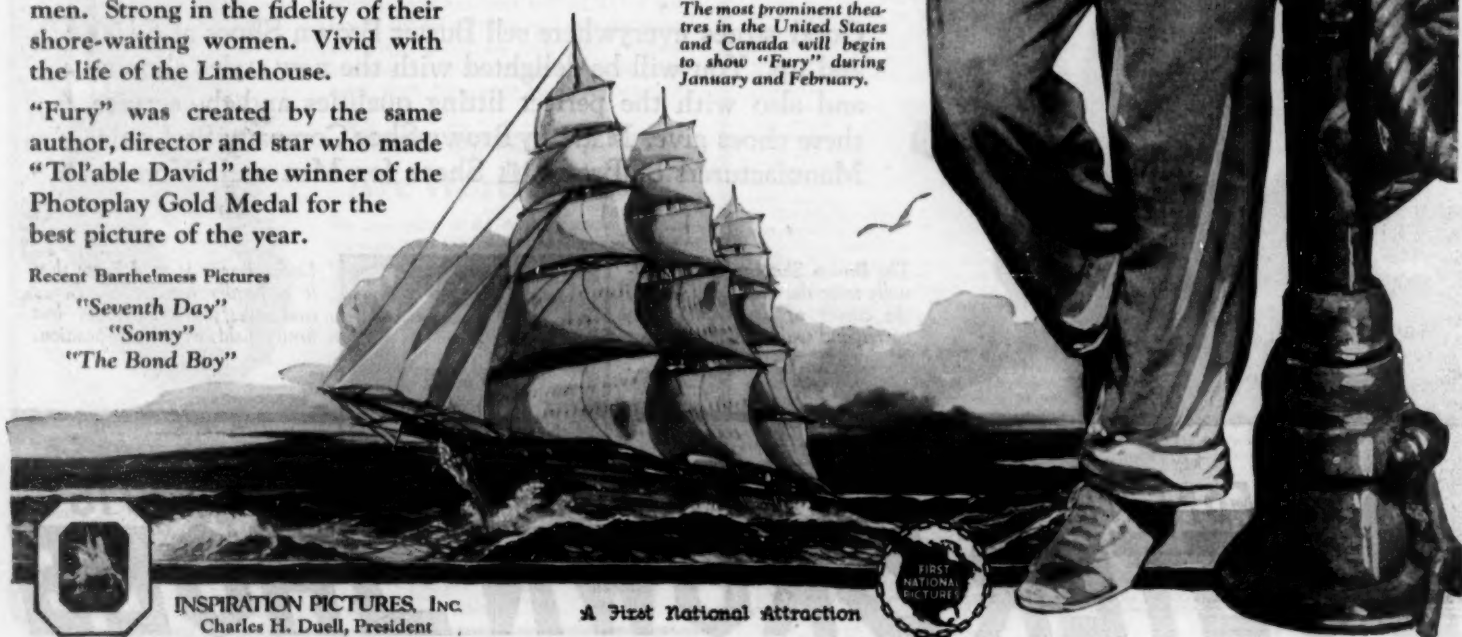 men. Strong in the fidelity of their
shore-waiting women. Vivid with
the life of the Limehouse.
"Fury" was created by the same
author, director and star who made
"Tol'able David" the winner of the
Photoplay Gold Medal for the
best picture of the year.
Recent Barthelmess Pictures
"Seventh Day"
"Sonny"
"The Bond Boy"
The most prominent thea-
tres in the United States
and Canada will begin
to show "Fury" during
January and February.
INSPIRATION PICTURES, INC.
Charles H. Duell, President
A First National Attraction
FIRST
NATIONAL
PICTURES